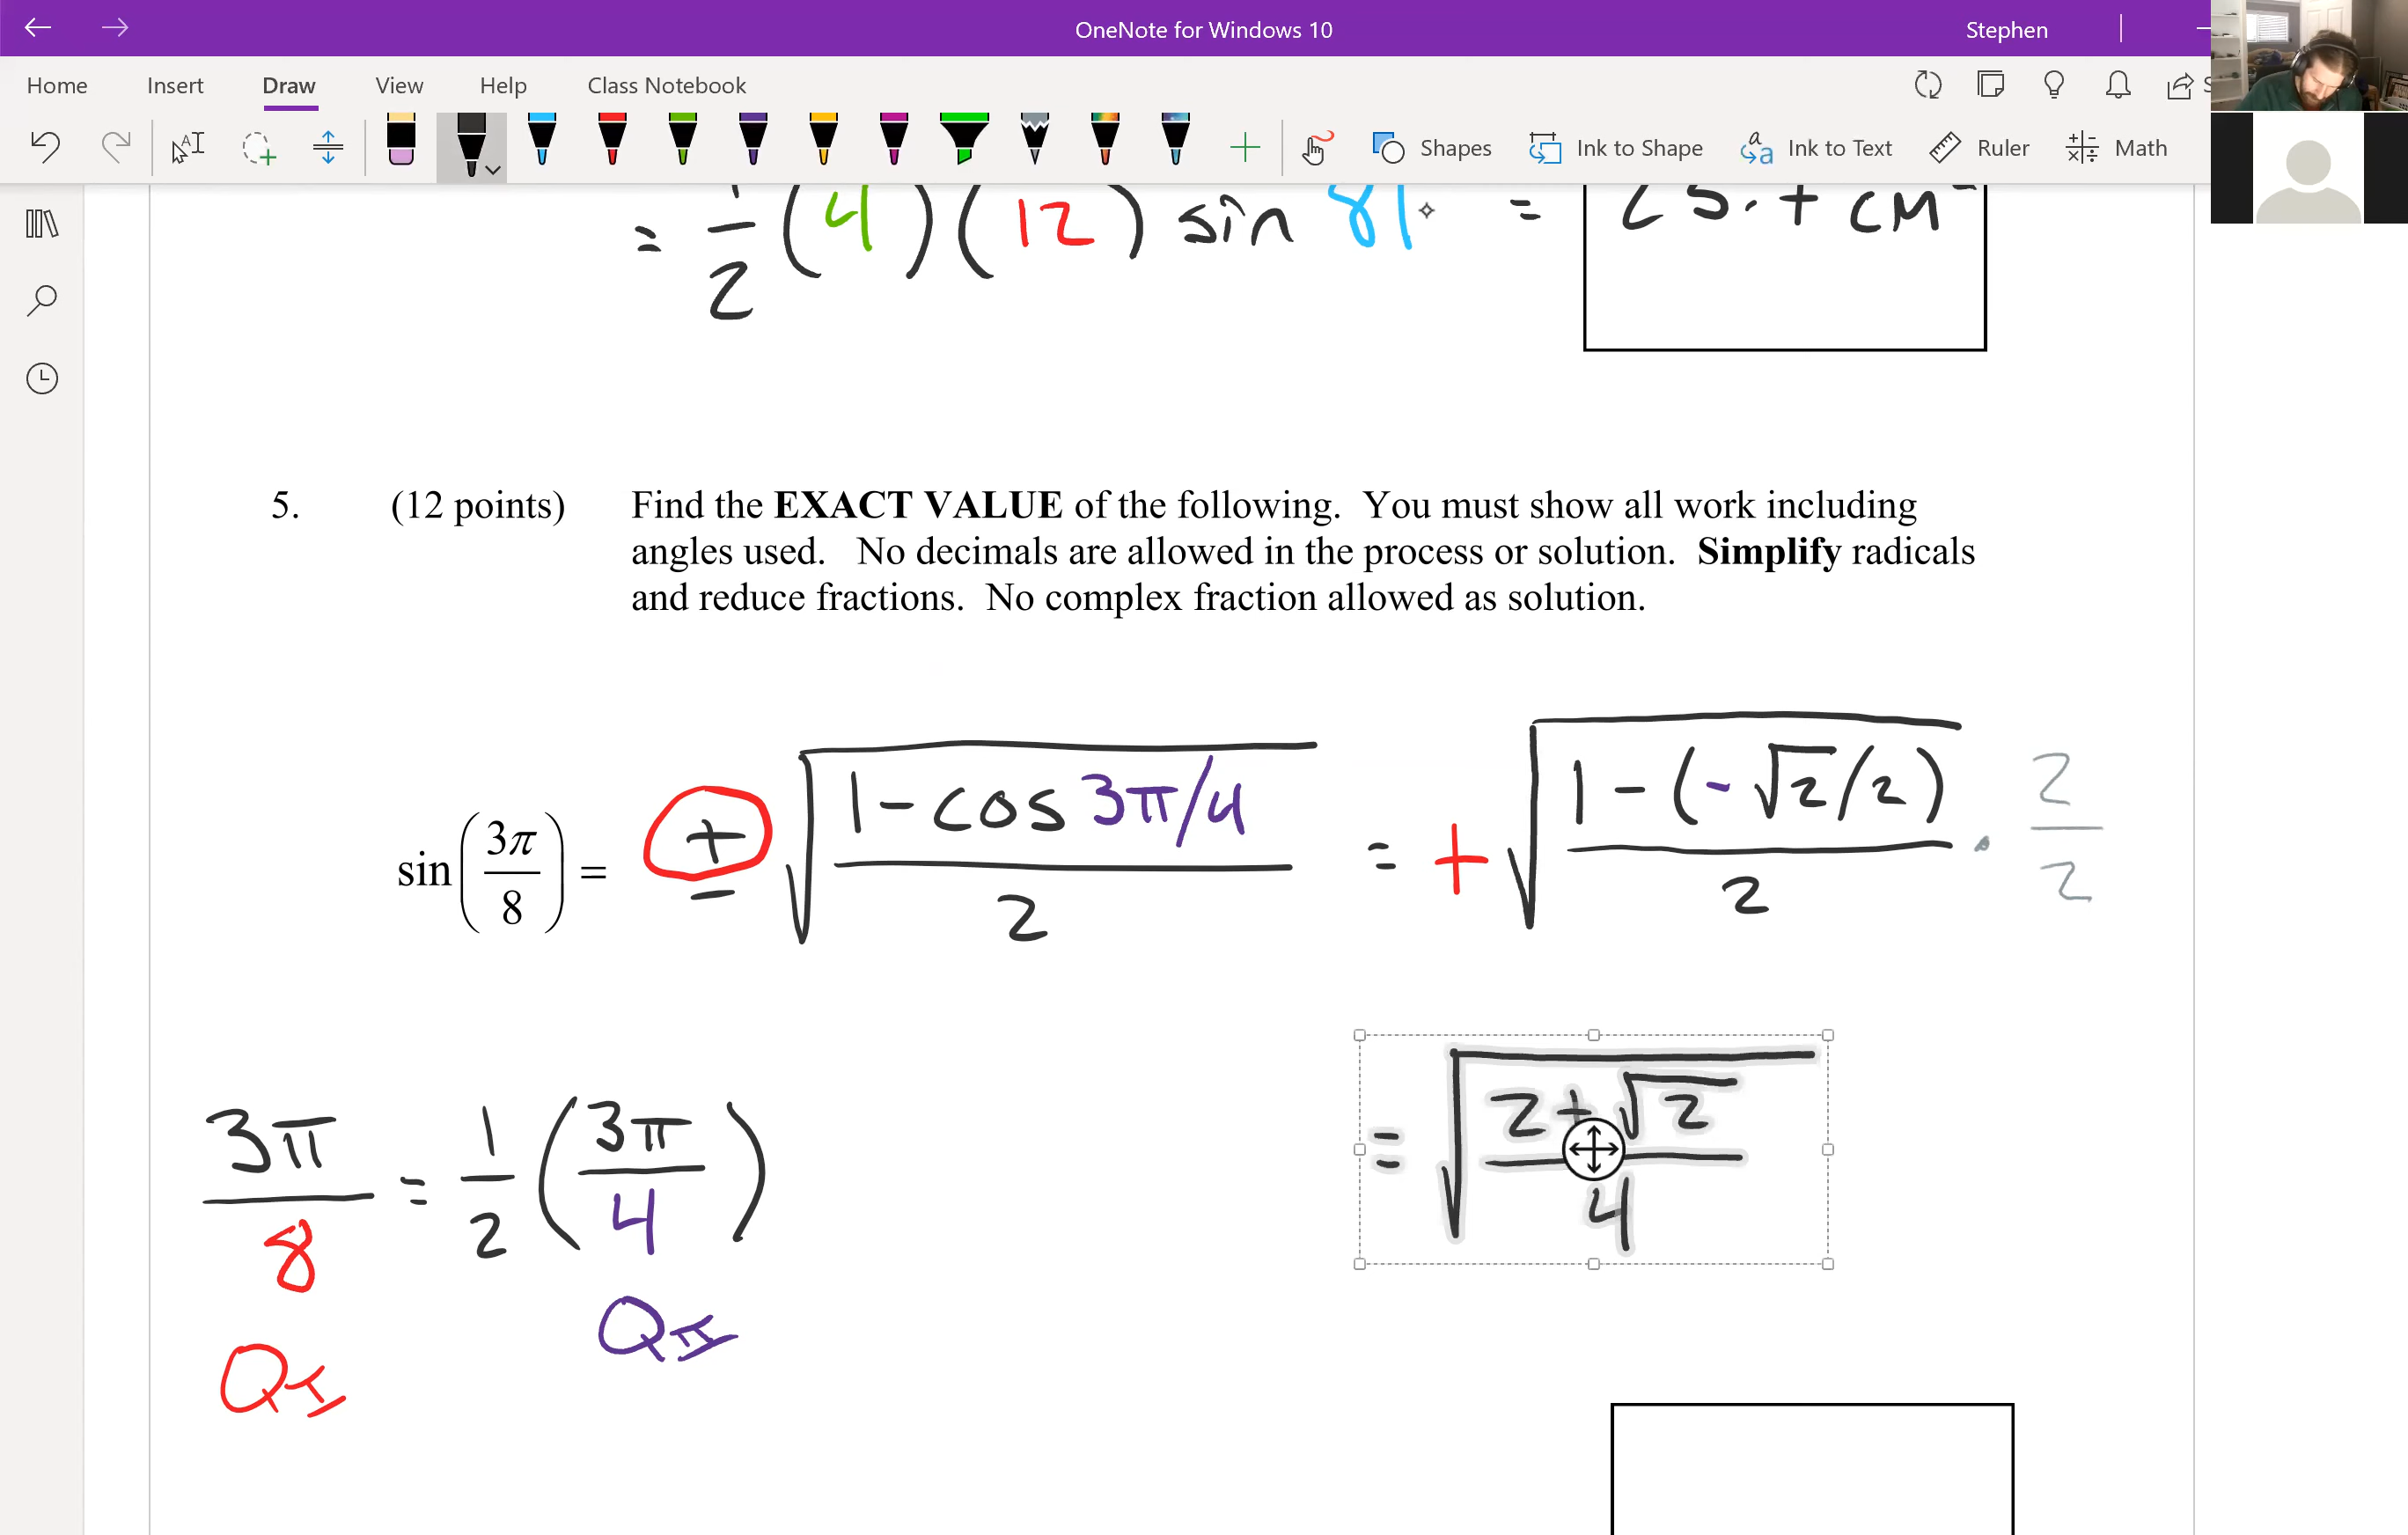 OneNote for Windows 10
Stephen
Home Insert Draw View Help Class Notebook
Shapes Ink to Shape Ink to Text Ruler Math
= 1/2 (4)(12) sin 81° =
5. (12 points) Find the EXACT VALUE of the following. You must show all work including
angles used. No decimals are allowed in the process or solution. Simplify radicals
and reduce fractions. No complex fraction allowed as solution.
sin(3π/8) = ± √((1 - cos 3π/4)/2) = + √((1 - (-√2/2))/2 · 2/2)
= √((2 + √2)/4)
3π/8 = 1/2 (3π/4)
QII
QI